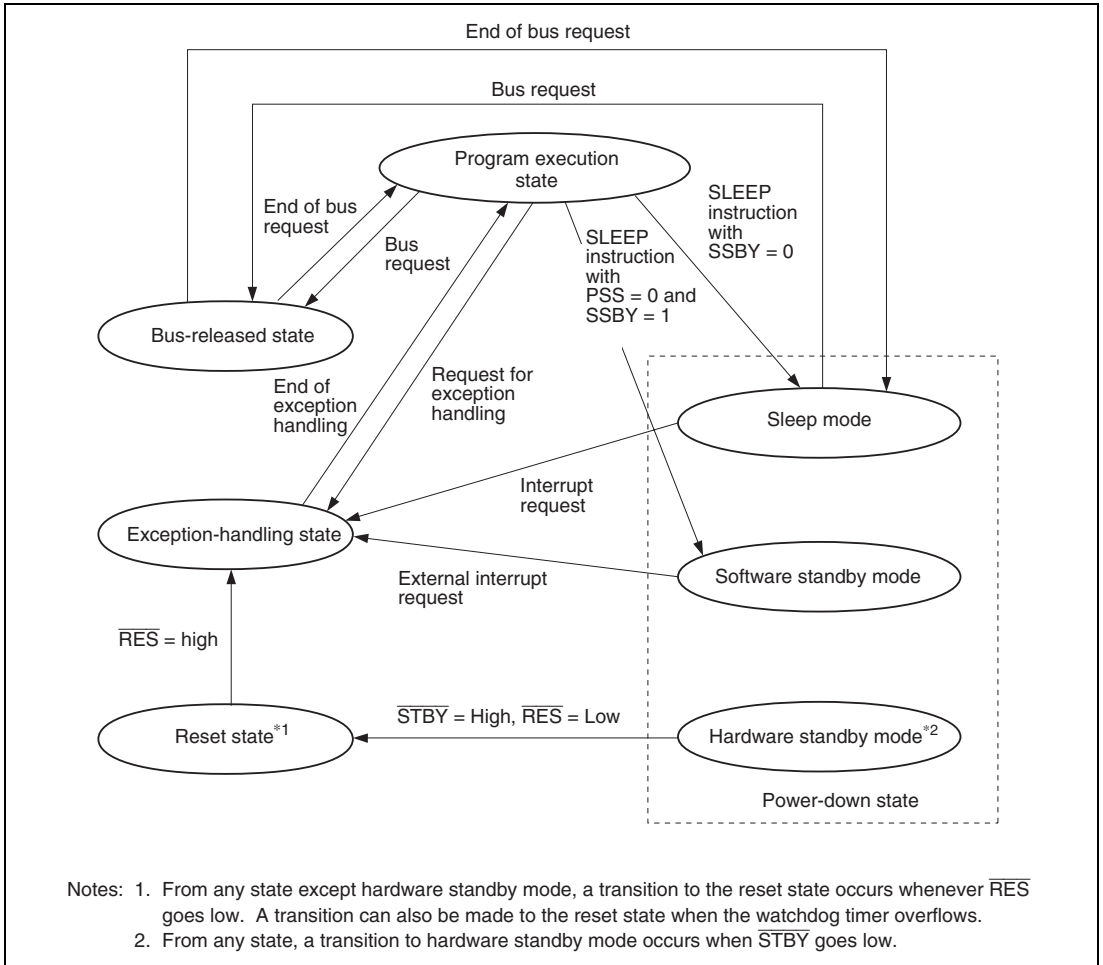 End of bus request
Bus request
Program execution
state
End of bus
request
Bus
request
SLEEP
instruction
with
PSS = 0 and
SSBY = 1
SLEEP
instruction
with
SSBY = 0
Bus-released state
End of
exception
handling
Request for
exception
handling
Sleep mode
Interrupt
request
Exception-handling state
External interrupt
request
Software standby mode
R̅E̅S̅ = high
S̅T̅B̅Y̅ = High, R̅E̅S̅ = Low
Reset state*1
Hardware standby mode*2
Power-down state
Notes: 1. From any state except hardware standby mode, a transition to the reset state occurs whenever R̅E̅S̅
goes low. A transition can also be made to the reset state when the watchdog timer overflows.
2. From any state, a transition to hardware standby mode occurs when S̅T̅B̅Y̅ goes low.